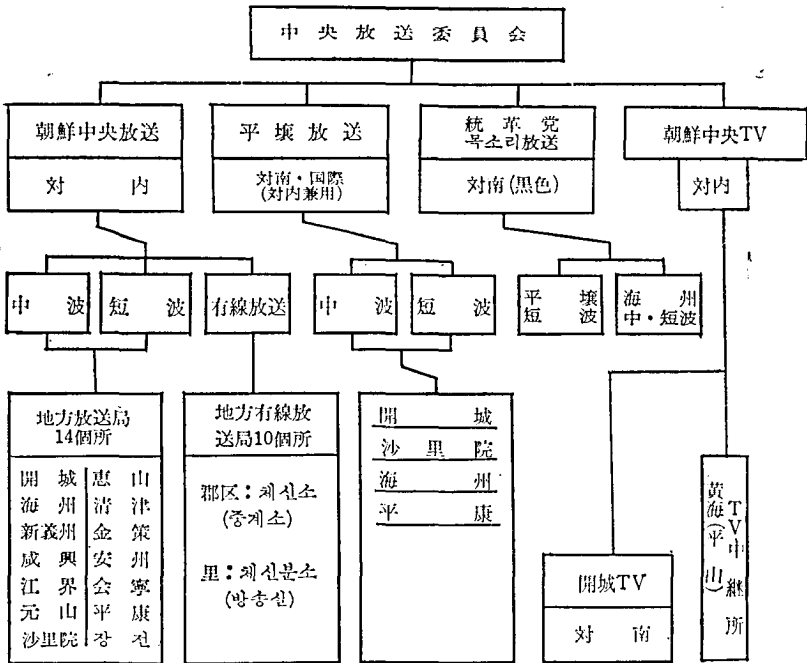 中央放送委員会
朝鮮中央放送
対内
平壌放送
対南・国際
(対内兼用)
統革党
목소리放送
対南(黒色)
朝鮮中央TV
対内
中波
短波
有線放送
中波
短波
平壌
短波
海州
中・短波
地方放送局
14個所
開城 恵山
海州 清津
新義州 金策
咸興 安州
江界 会寧
元山 平康
沙里院 장전
地方有線放
送局10個所
郡区:체신소
(중계소)
里:체신분소
(방송실)
開城
沙里院
海州
平康
開城TV
対南
TV中継所
黄海(平山)